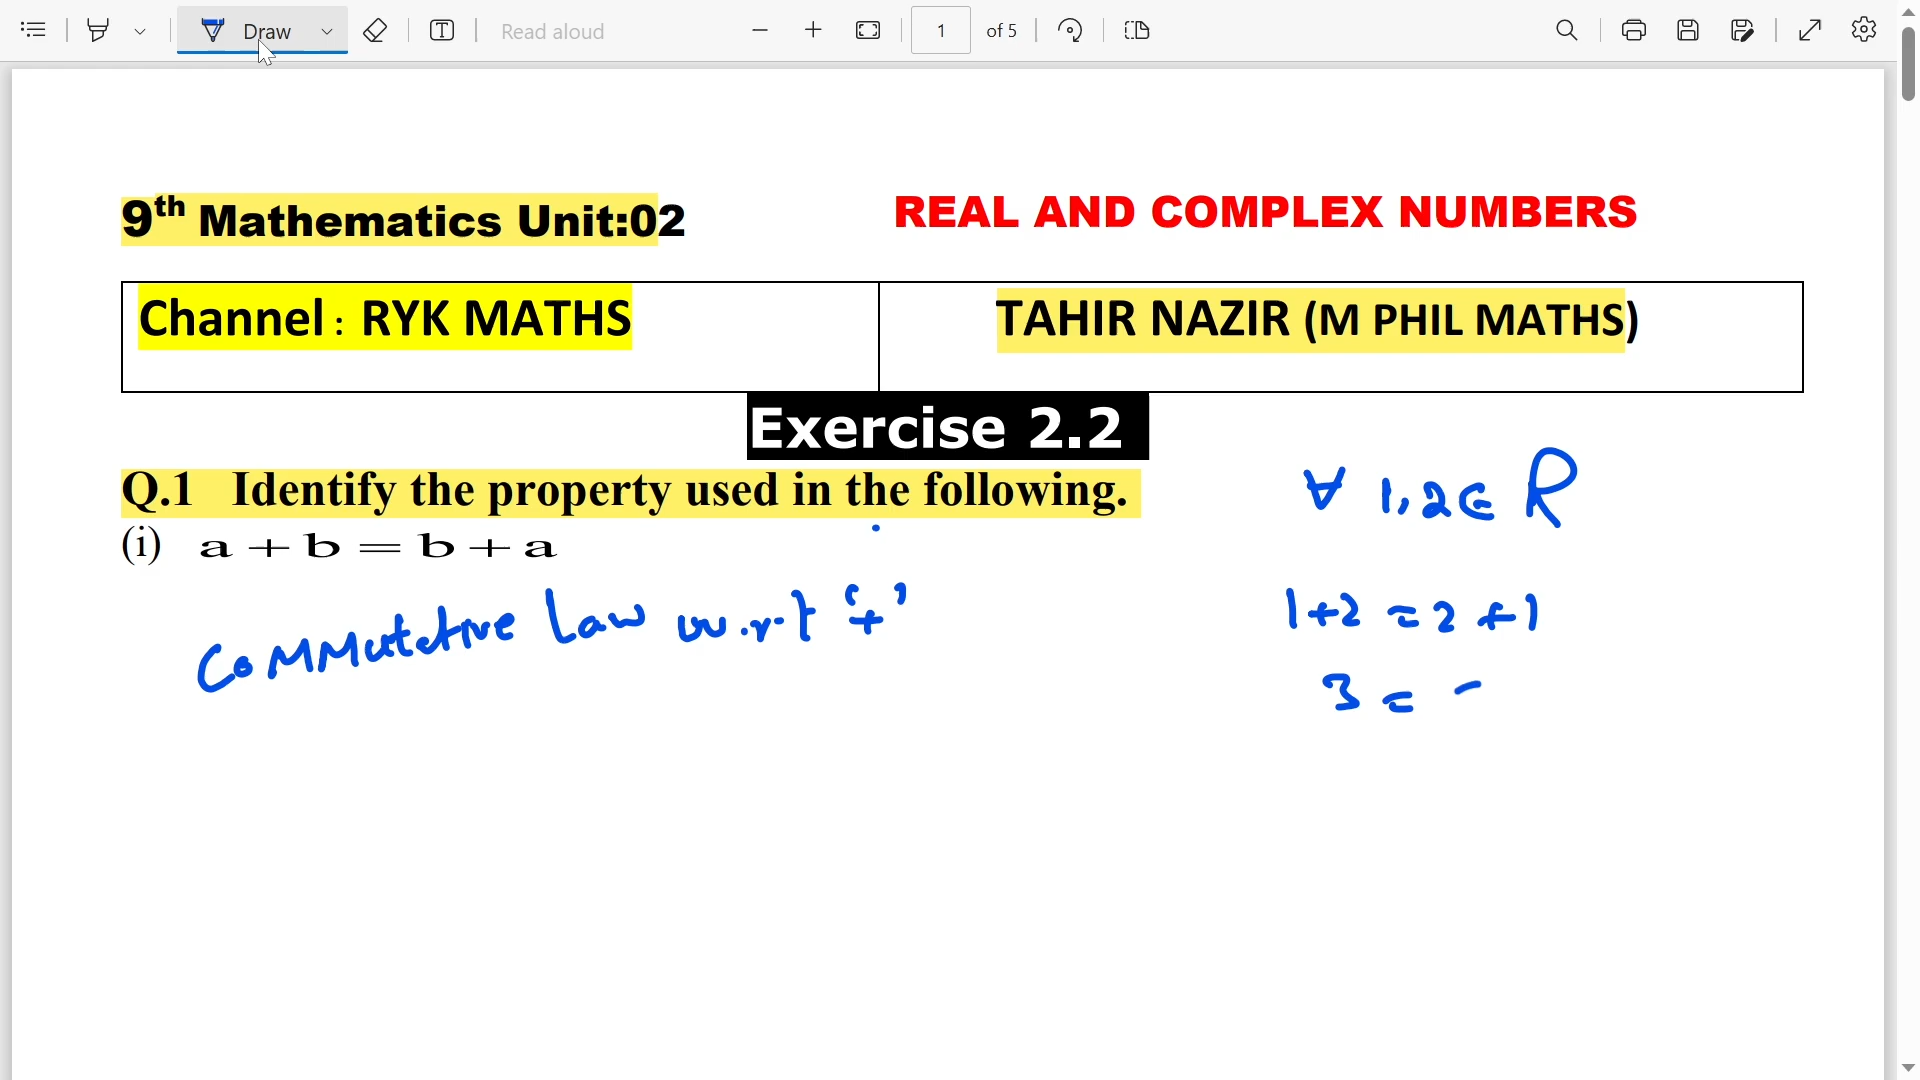 Draw Read aloud 1 of 5
9th Mathematics Unit:02 REAL AND COMPLEX NUMBERS
Channel : RYK MATHS TAHIR NAZIR (M PHIL MATHS)
Exercise 2.2
Q.1 Identify the property used in the following.
∀ 1,2 ∈ R
(i) a + b = b + a
Commutative Law w.r.t '+'
1+2 = 2+1
3 =